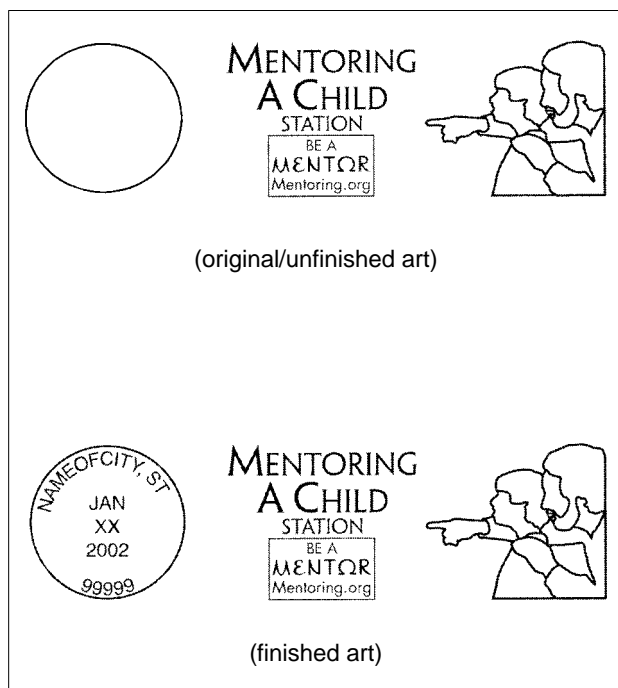 MENTORING
A CHILD
STATION
BE A
MENTOR
Mentoring.org
(original/unfinished art)
NAMEOFCITY, ST
JAN
XX
2002
99999
MENTORING
A CHILD
STATION
BE A
MENTOR
Mentoring.org
(finished art)